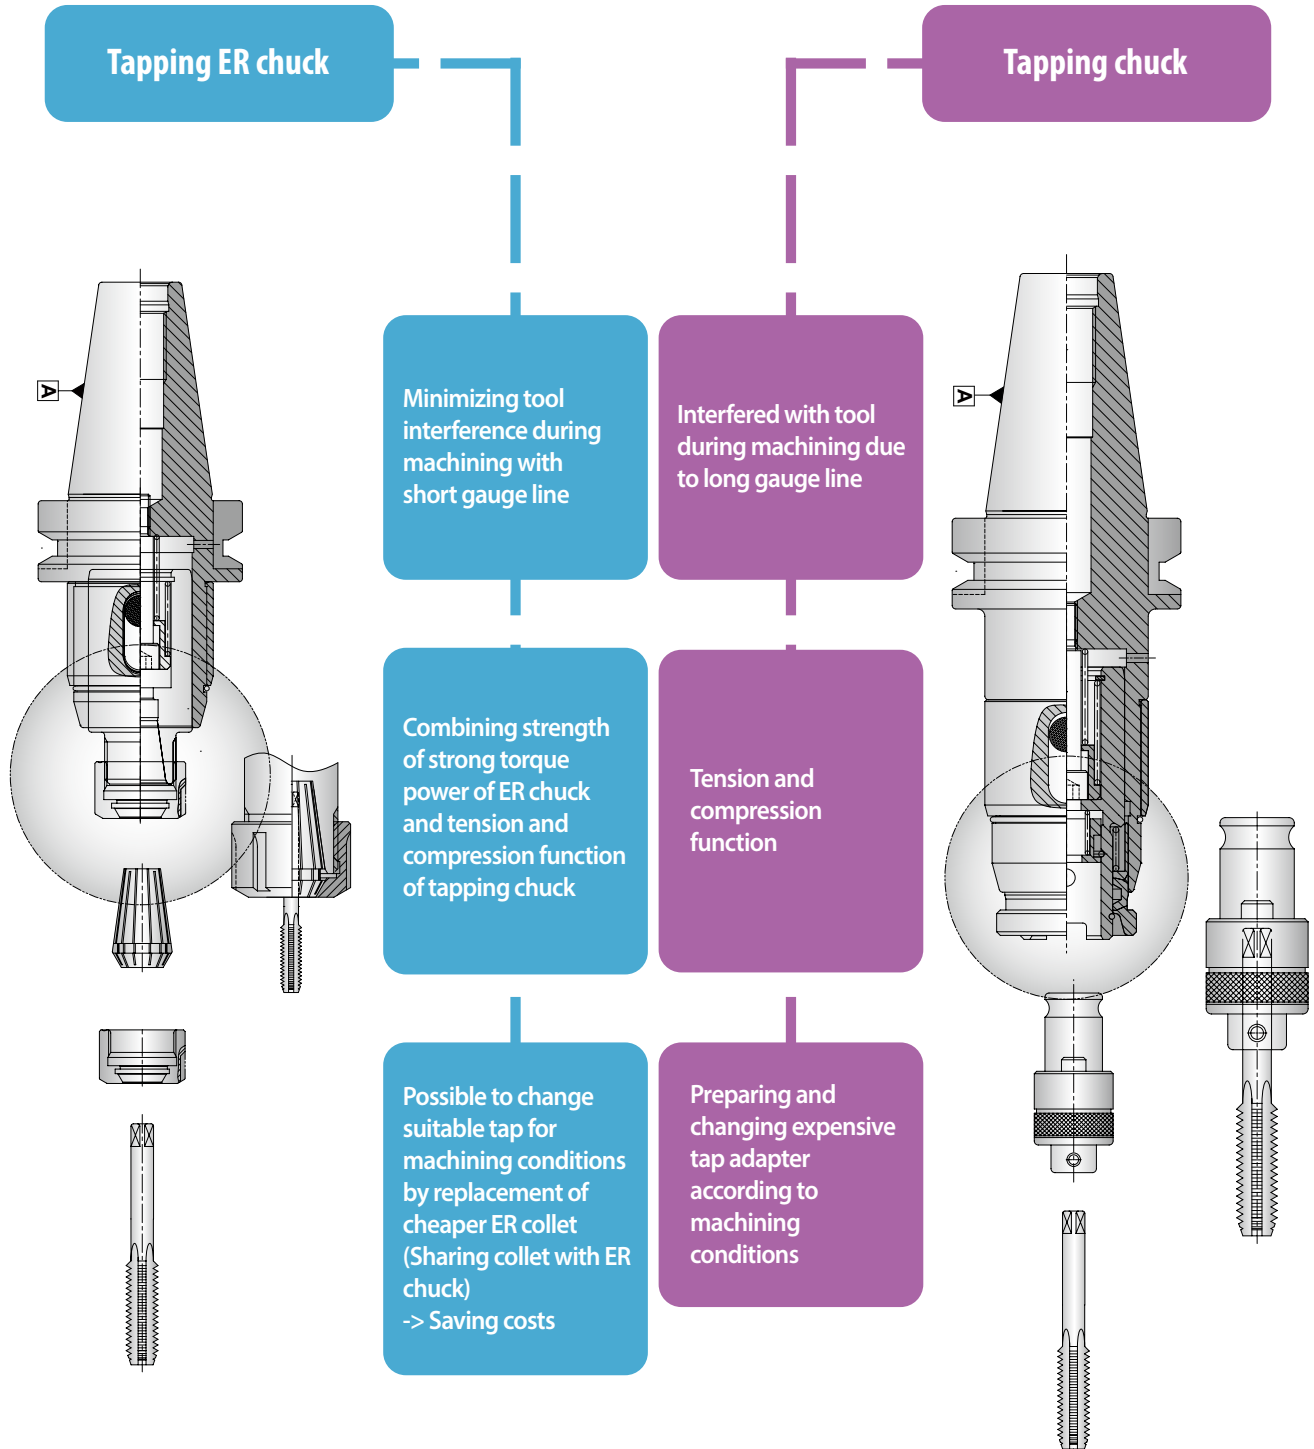 Tapping ER chuck
Tapping chuck
A
A
Minimizing tool
interference during
machining with
short gauge line
Interfered with tool
during machining due
to long gauge line
Combining strength
of strong torque
power of ER chuck
and tension and
compression function
of tapping chuck
Tension and
compression
function
Possible to change
suitable tap for
machining conditions
by replacement of
cheaper ER collet
(Sharing collet with ER
chuck)
-> Saving costs
Preparing and
changing expensive
tap adapter
according to
machining
conditions